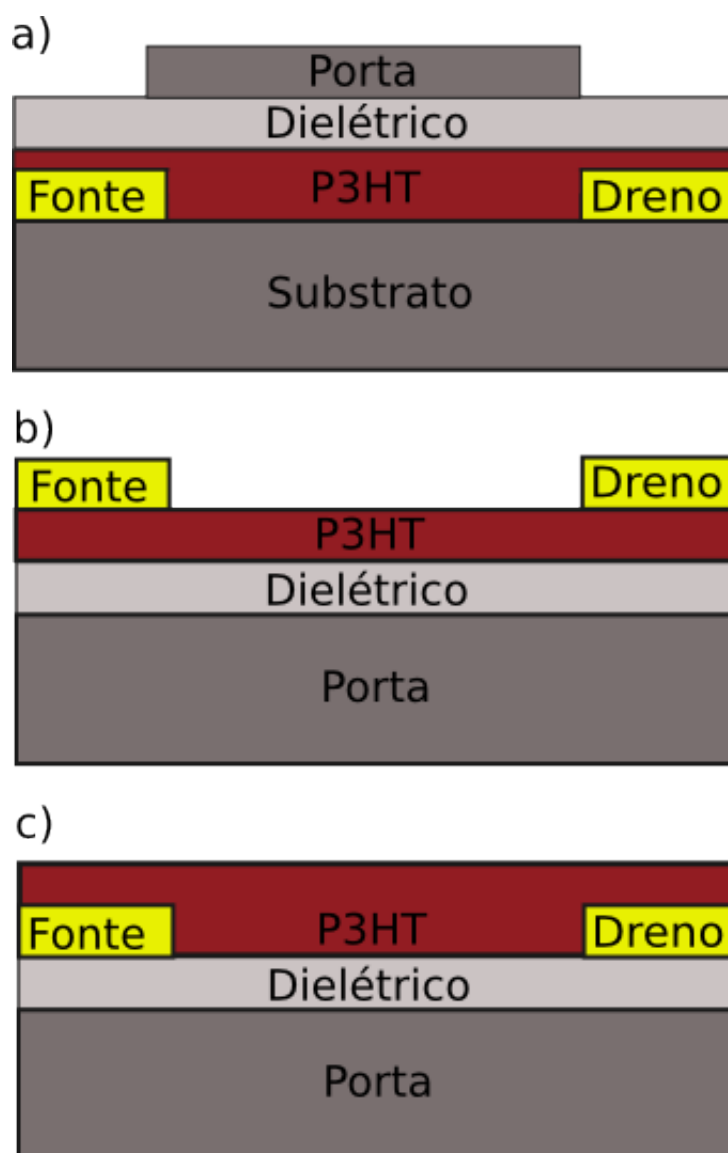 a)
Porta
Dielétrico
P3HT
Fonte
Dreno
Substrato
b)
Fonte
Dreno
P3HT
Dielétrico
Porta
c)
P3HT
Fonte
Dreno
Dielétrico
Porta